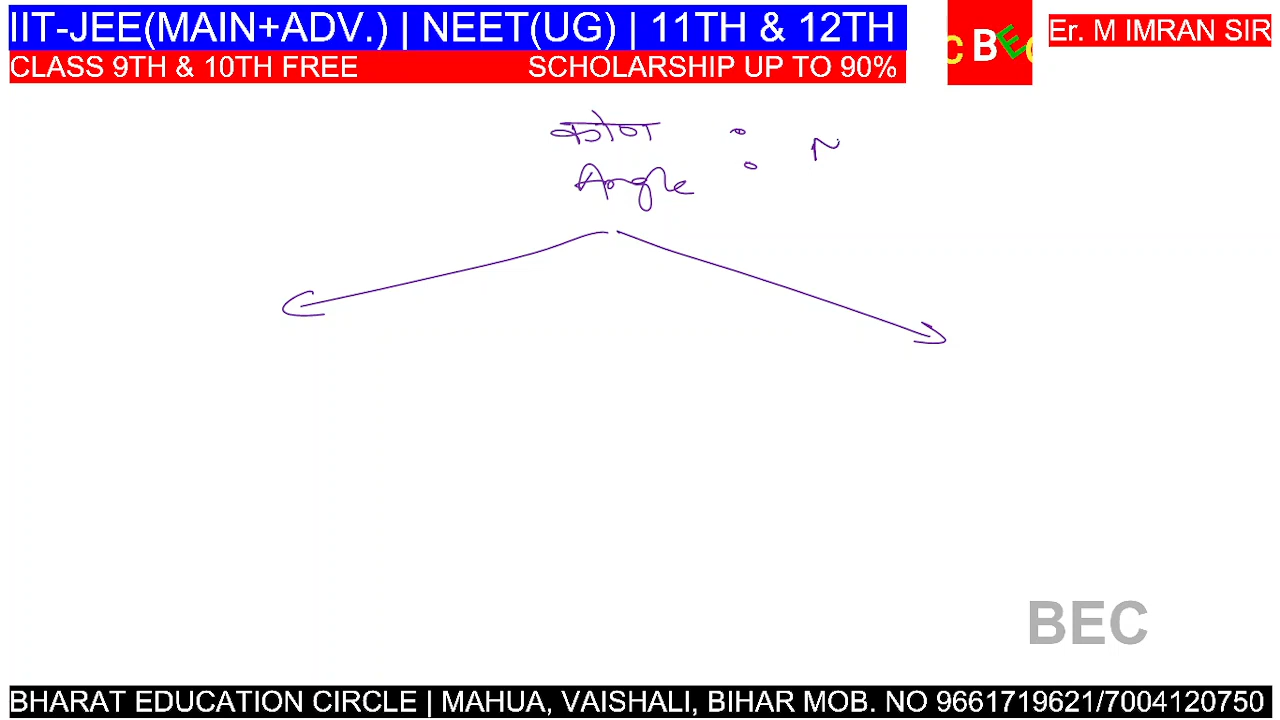 IIT-JEE(MAIN+ADV.) | NEET(UG) | 11TH & 12TH
CLASS 9TH & 10TH FREE SCHOLARSHIP UP TO 90%
C BEC C
Er. M IMRAN SIR
कोण :
Angle
BEC
BHARAT EDUCATION CIRCLE | MAHUA, VAISHALI, BIHAR MOB. NO 9661719621/7004120750